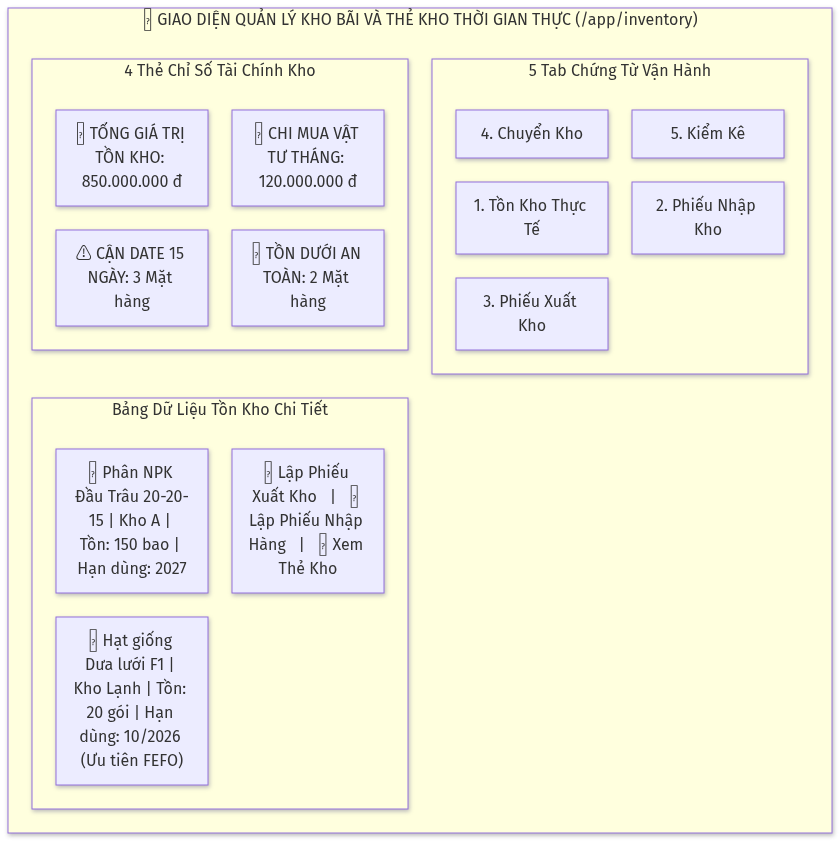 GIAO DIỆN QUẢN LÝ KHO BÃI VÀ THẺ KHO THỜI GIAN THỰC (/app/inventory)
4 Thẻ Chỉ Số Tài Chính Kho
TỔNG GIÁ TRỊ
TỒN KHO:
850.000.000 đ
CHI MUA VẬT
TƯ THÁNG:
120.000.000 đ
⚠ CẬN DATE 15
NGÀY: 3 Mặt
hàng
TỒN DƯỚI AN
TOÀN: 2 Mặt
hàng
5 Tab Chứng Từ Vận Hành
4. Chuyển Kho
5. Kiểm Kê
1. Tồn Kho Thực
Tế
2. Phiếu Nhập
Kho
3. Phiếu Xuất
Kho
Bảng Dữ Liệu Tồn Kho Chi Tiết
Phân NPK
Đầu Trâu 20-20-
15 | Kho A |
Tồn: 150 bao |
Hạn dùng: 2027
Lập Phiếu
Xuất Kho |
Lập Phiếu Nhập
Hàng | Xem
Thẻ Kho
Hạt giống
Dưa lưới F1 |
Kho Lạnh | Tồn:
20 gói | Hạn
dùng: 10/2026
(Ưu tiên FEFO)